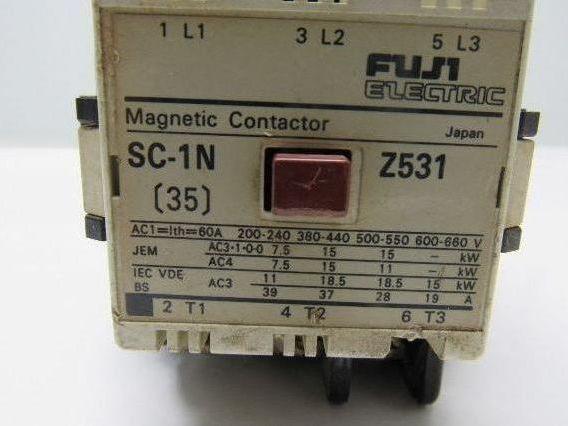 1 L1 3 L2 5 L3
FUJI
ELECTRIC
Magnetic Contactor Japan
SC-1N Z531
(35)
AC1=Ith=60A 200-240 380-440 500-550 600-660 V
JEM AC3·1·0-0 7.5 15 15 – kW
AC4 7.5 15 11 – kW
IEC VDE BS AC3 11 18.5 18.5 15 kW
39 37 28 19 A
2 T1 4 T2 6 T3